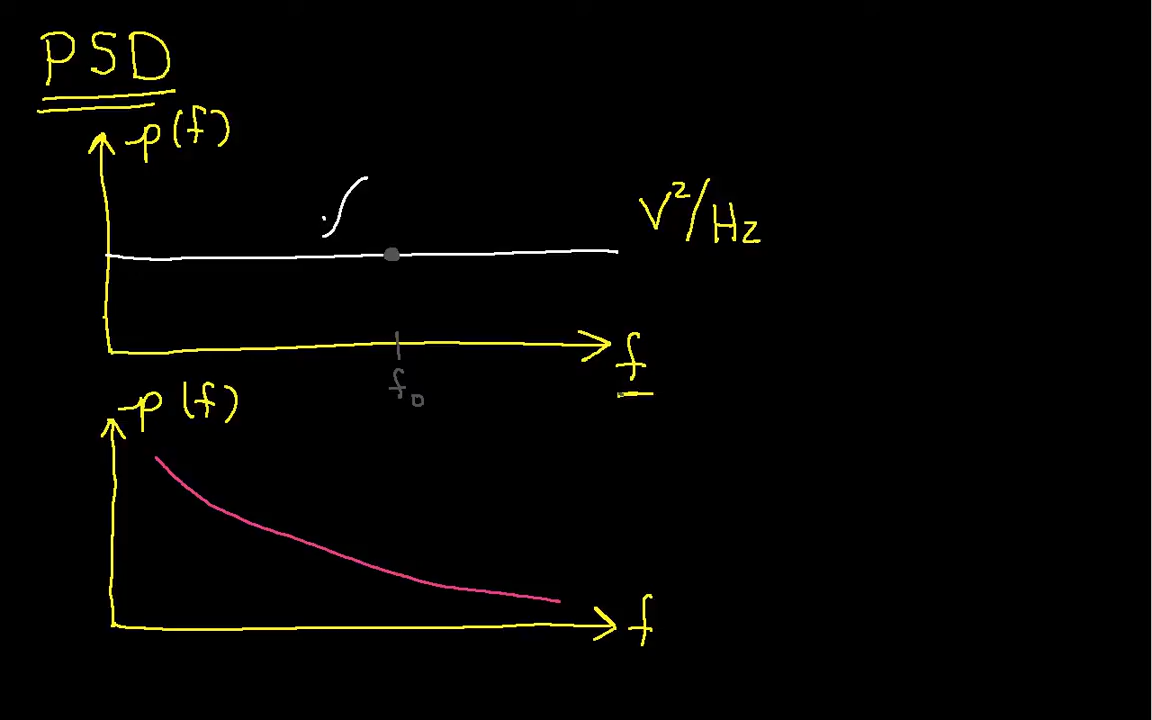 PSD
p(f)
∫
V²/Hz
f
f₀
p(f)
f